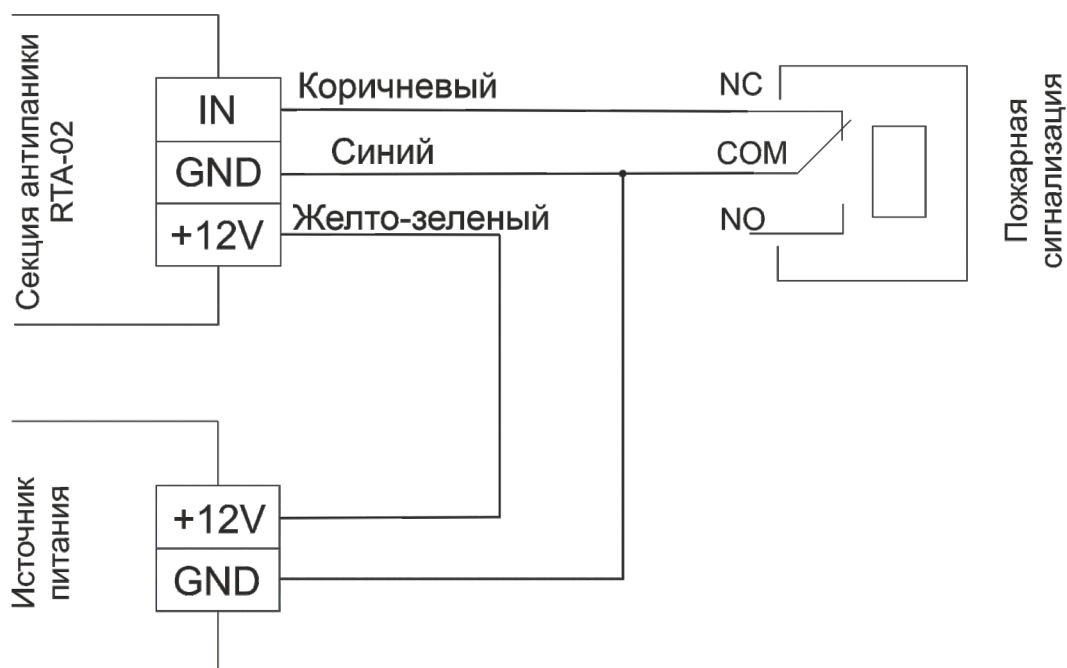 Секция антипаники
RTA-02
IN
GND
+12V
Коричневый
Синий
Желто-зеленый
NC
COM
NO
Пожарная
сигнализация
Источник
питания
+12V
GND